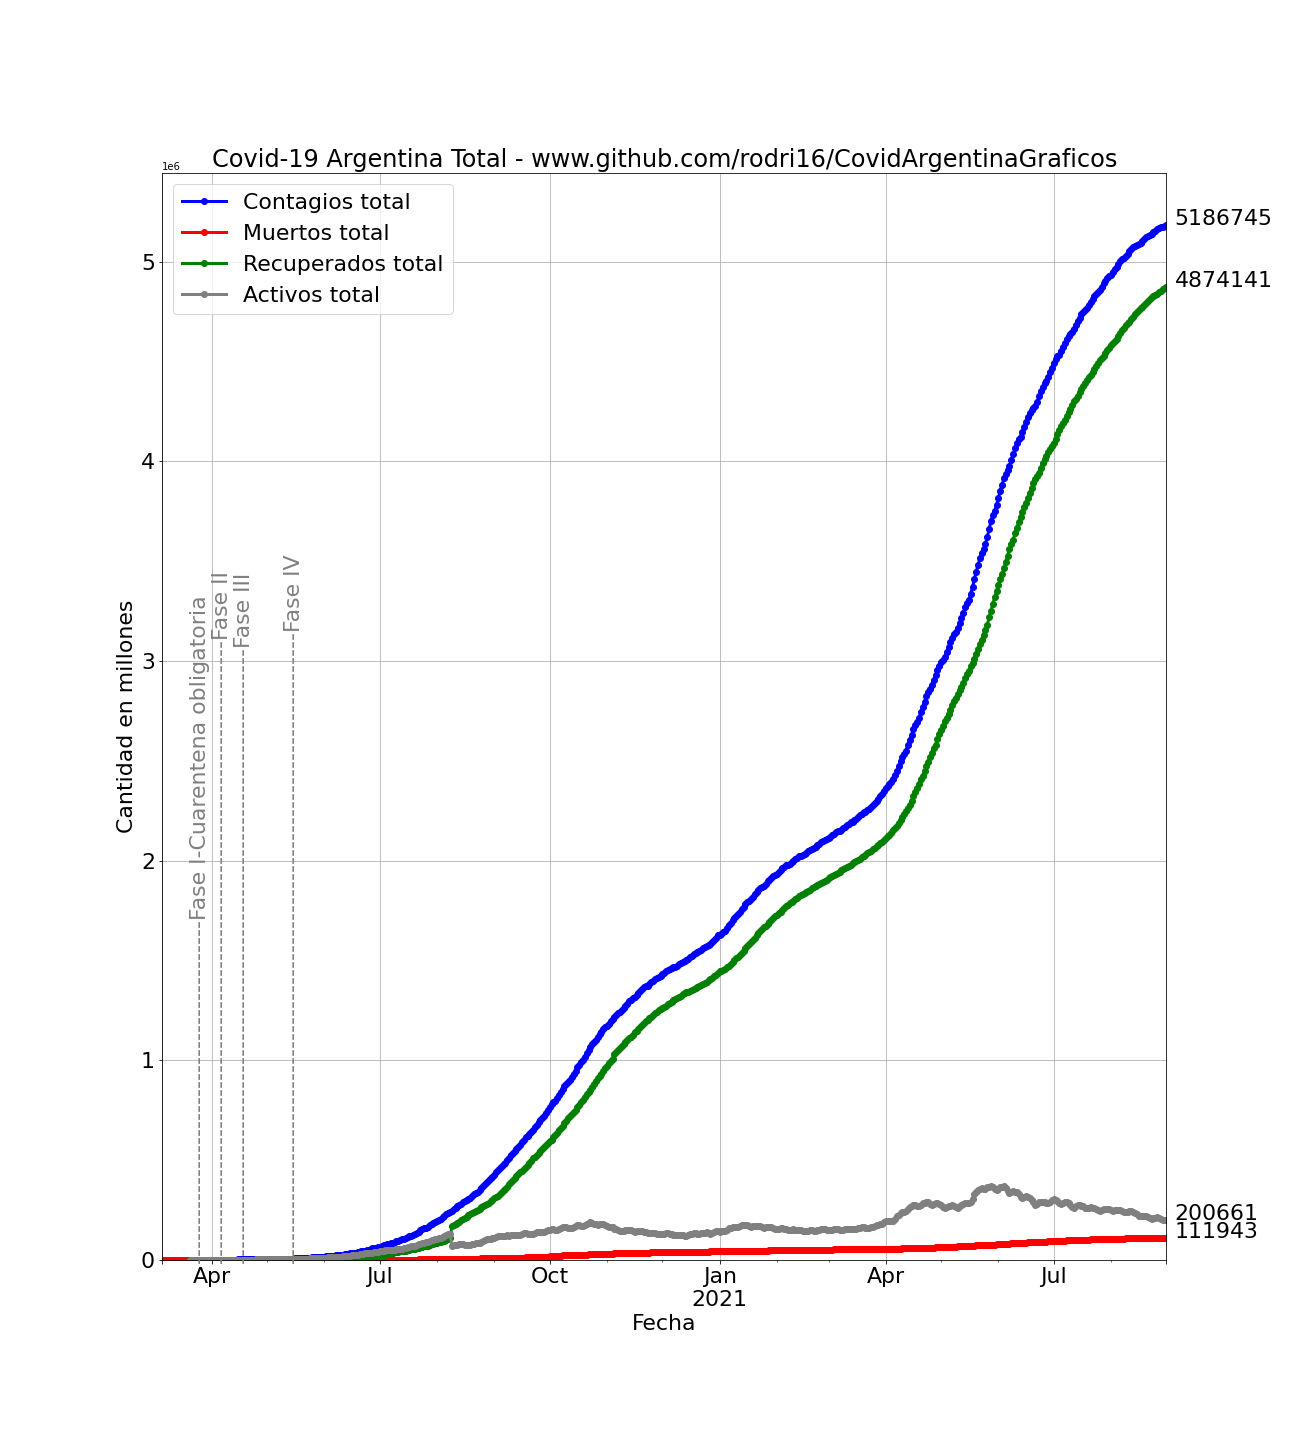 Covid-19 Argentina Total - www.github.com/rodri16/CovidArgentinaGraficos
1e6
Contagios total
Muertos total
Recuperados total
Activos total
5186745
4874141
200661
111943
5
4
3
2
1
0
Cantidad en millones
Fase I-Cuarentena obligatoria
Fase II
Fase III
Fase IV
Apr
Jul
Oct
Jan
2021
Apr
Jul
Fecha